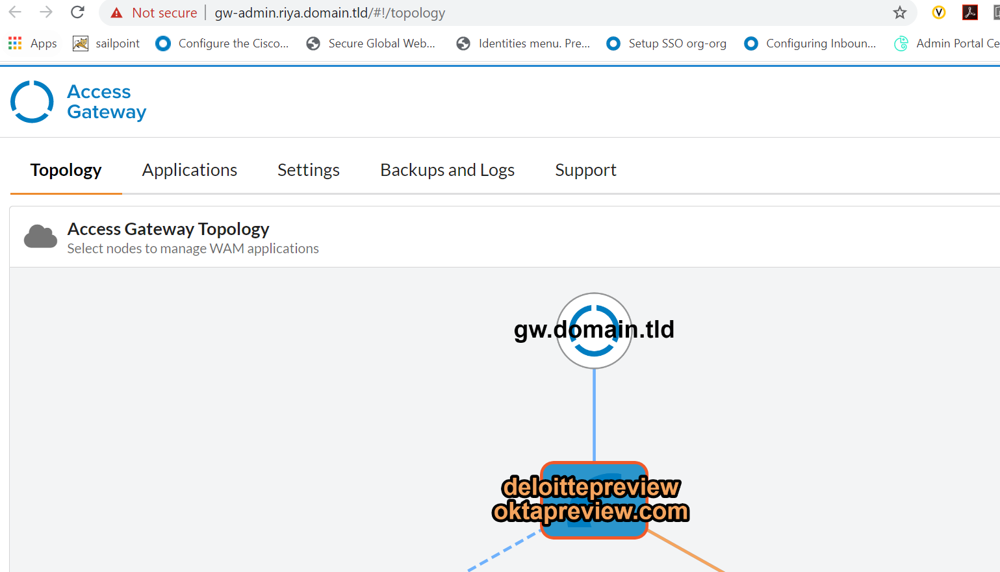 Not secure | gw-admin.riya.domain.tld/#!/topology
Apps sailpoint Configure the Cisco... Secure Global Web... Identities menu. Pre... Setup SSO org-org Configuring Inboun... Admin Portal Ce
Access
Gateway
Topology Applications Settings Backups and Logs Support
Access Gateway Topology
Select nodes to manage WAM applications
gw.domain.tld
deloittepreview
oktapreview.com